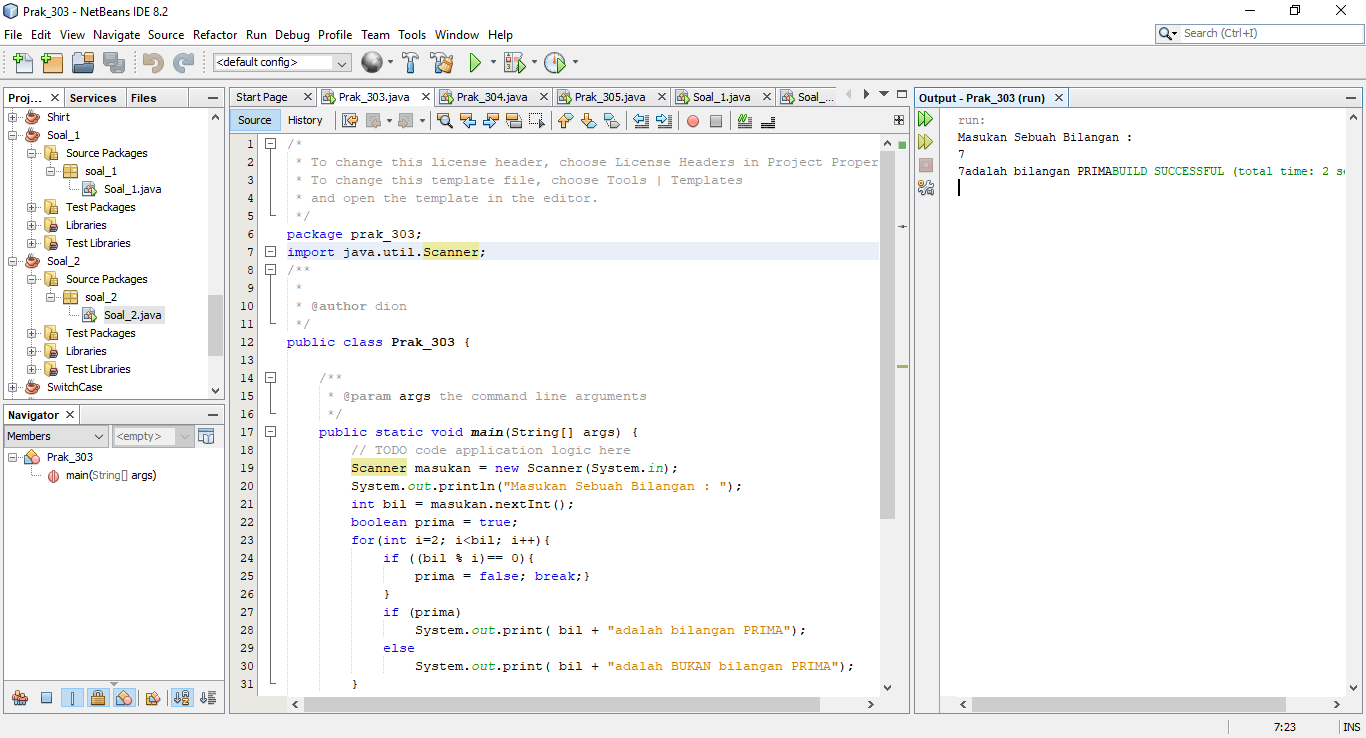 Prak_303 - NetBeans IDE 8.2
File Edit View Navigate Source Refactor Run Debug Profile Team Tools Window Help
Search (Ctrl+I)
<default config>
Proj... Services Files
Shirt
Soal_1
Source Packages
soal_1
Soal_1.java
Test Packages
Libraries
Test Libraries
Soal_2
Source Packages
soal_2
Soal_2.java
Test Packages
Libraries
Test Libraries
SwitchCase
Navigator
Members <empty>
Prak_303
main(String[] args)
Start Page Prak_303.java Prak_304.java Prak_305.java Soal_1.java Soal_...
Source History
1 /*
2 * To change this license header, choose License Headers in Project Proper
3 * To change this template file, choose Tools | Templates
4 * and open the template in the editor.
5 */
6 package prak_303;
7 import java.util.Scanner;
8 /**
9 *
10 * @author dion
11 */
12 public class Prak_303 {
13
14 /**
15 * @param args the command line arguments
16 */
17 public static void main(String[] args) {
18 // TODO code application logic here
19 Scanner masukan = new Scanner(System.in);
20 System.out.println("Masukan Sebuah Bilangan : ");
21 int bil = masukan.nextInt();
22 boolean prima = true;
23 for(int i=2; i<bil; i++){
24 if ((bil % i)== 0){
25 prima = false; break;}
26 }
27 if (prima)
28 System.out.print( bil + "adalah bilangan PRIMA");
29 else
30 System.out.print( bil + "adalah BUKAN bilangan PRIMA");
31 }
Output - Prak_303 (run)
run:
Masukan Sebuah Bilangan :
7
7adalah bilangan PRIMABUILD SUCCESSFUL (total time: 2 se
7:23 INS